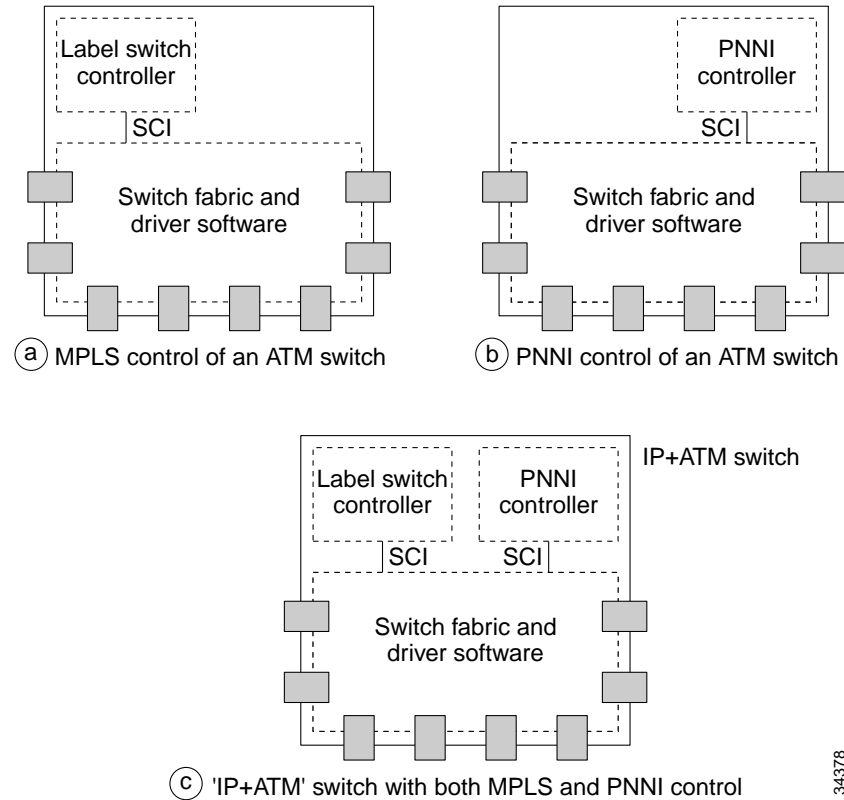 Label switch
controller
SCI
Switch fabric and
driver software
a MPLS control of an ATM switch
PNNI
controller
SCI
Switch fabric and
driver software
b PNNI control of an ATM switch
IP+ATM switch
Label switch
controller
PNNI
controller
SCI
SCI
Switch fabric and
driver software
c 'IP+ATM' switch with both MPLS and PNNI control
34378